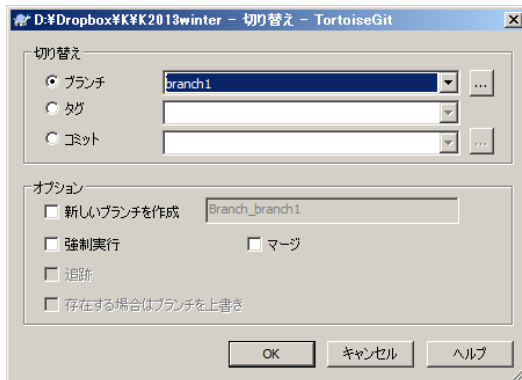 D:¥Dropbox¥K¥K2013winter - 切り替え - TortoiseGit
切り替え
ブランチ branch1 ...
タグ
コミット ...
オプション
新しいブランチを作成 Branch_branch1
強制実行 マージ
追跡
存在する場合はブランチを上書き
OK キャンセル ヘルプ